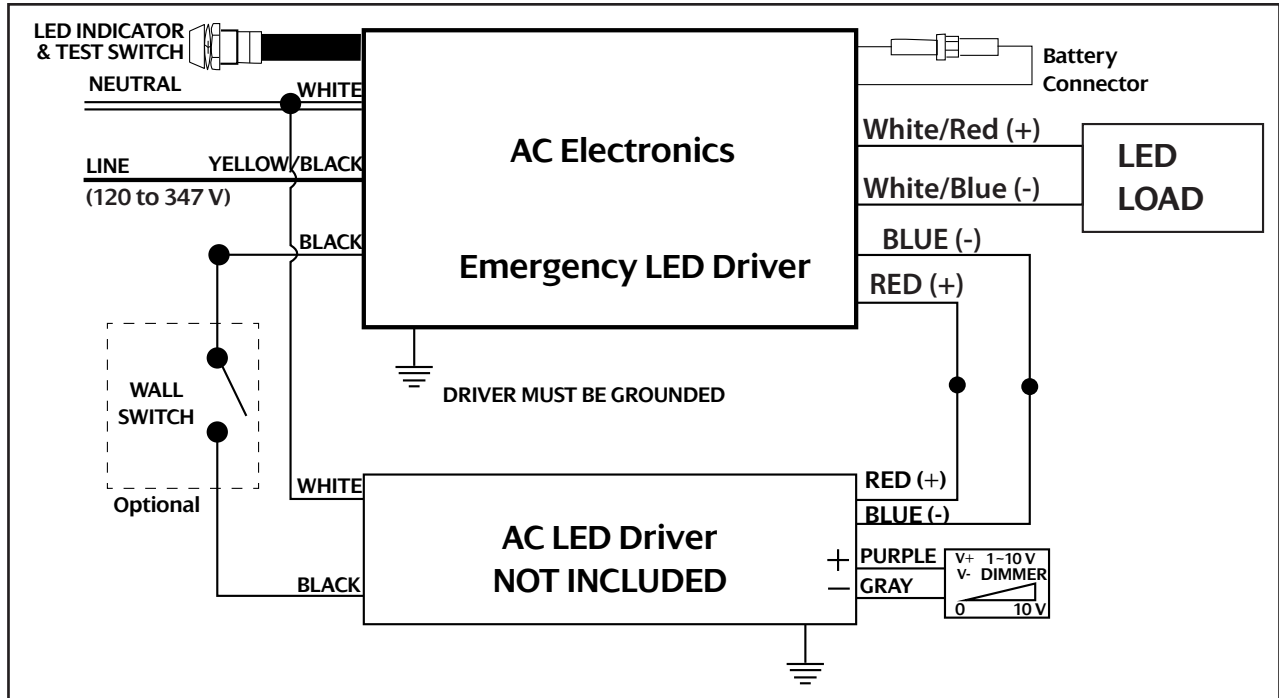 LED INDICATOR
& TEST SWITCH
NEUTRAL
WHITE
LINE
YELLOW/BLACK
(120 to 347 V)
BLACK
AC Electronics
Emergency LED Driver
Battery
Connector
White/Red (+)
White/Blue (-)
LED
LOAD
BLUE (-)
RED (+)
WALL
SWITCH
Optional
DRIVER MUST BE GROUNDED
WHITE
BLACK
AC LED Driver
NOT INCLUDED
RED (+)
BLUE (-)
+ PURPLE
– GRAY
V+ 1~10 V
V- DIMMER
0 10 V